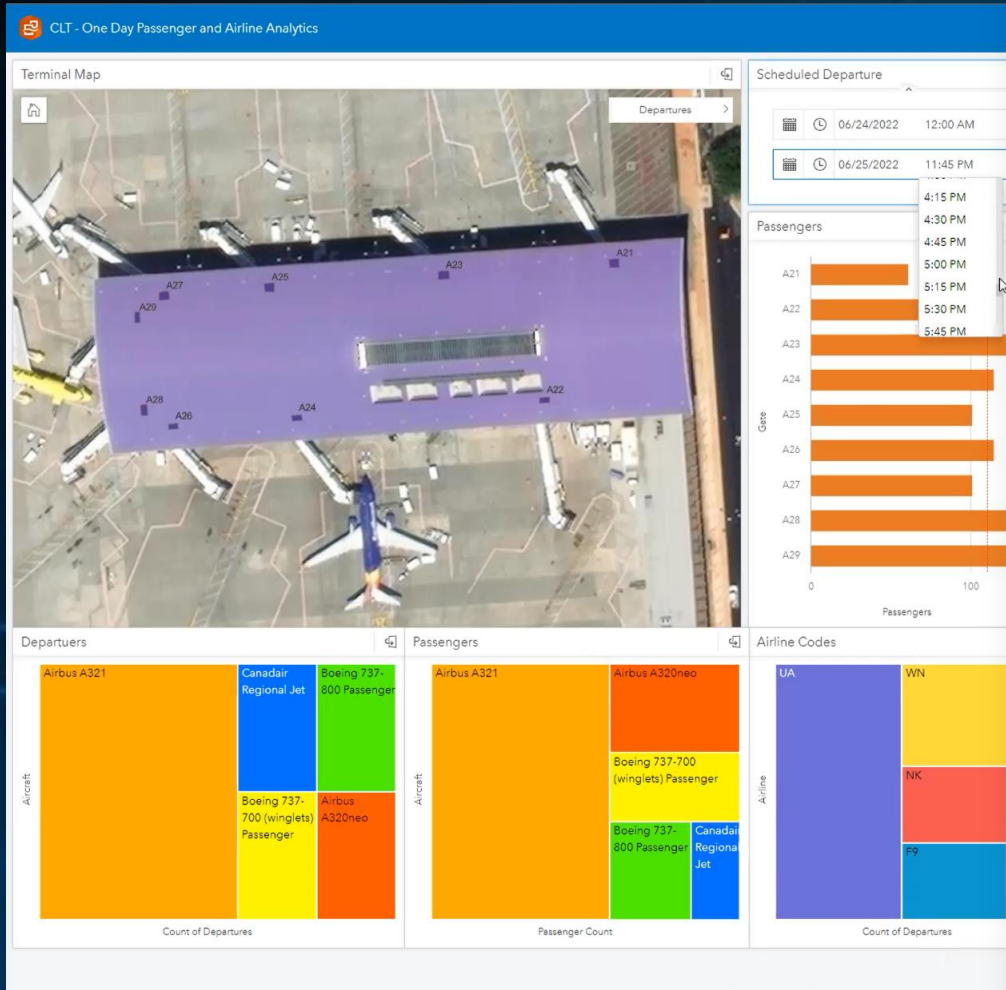 CLT - One Day Passenger and Airline Analytics
Terminal Map
Departures
A21
A23
A25
A27
A29
A28
A26
A24
A22
Scheduled Departure
06/24/2022 12:00 AM
06/25/2022 11:45 PM
4:15 PM
4:30 PM
4:45 PM
5:00 PM
5:15 PM
5:30 PM
5:45 PM
Passengers
Gete
A21
A22
A23
A24
A25
A26
A27
A28
A29
0 100
Passengers
Departuers
Aircraft
Airbus A321
Canadair
Regional Jet
Boeing 737-
800 Passenger
Boeing 737-
700 (winglets)
Passenger
Airbus
A320neo
Count of Departures
Passengers
Aircraft
Airbus A321
Airbus A320neo
Boeing 737-700
(winglets) Passenger
Boeing 737-
800 Passenger
Canadai
Regional
Jet
Passenger Count
Airline Codes
Airline
UA
WN
NK
F9
Count of Departures